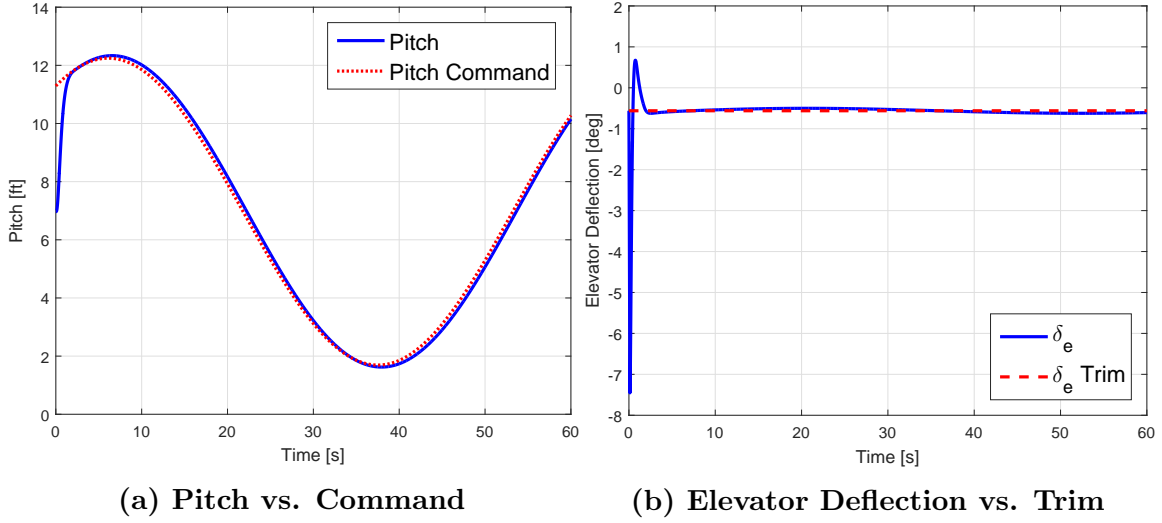 14
12
10
8
6
4
2
0
Pitch [ft]
Pitch
Pitch Command
0 10 20 30 40 50 60
Time [s]
(a) Pitch vs. Command
2
1
0
-1
-2
-3
-4
-5
-6
-7
-8
Elevator Deflection [deg]
δe
δe Trim
0 10 20 30 40 50 60
Time [s]
(b) Elevator Deflection vs. Trim